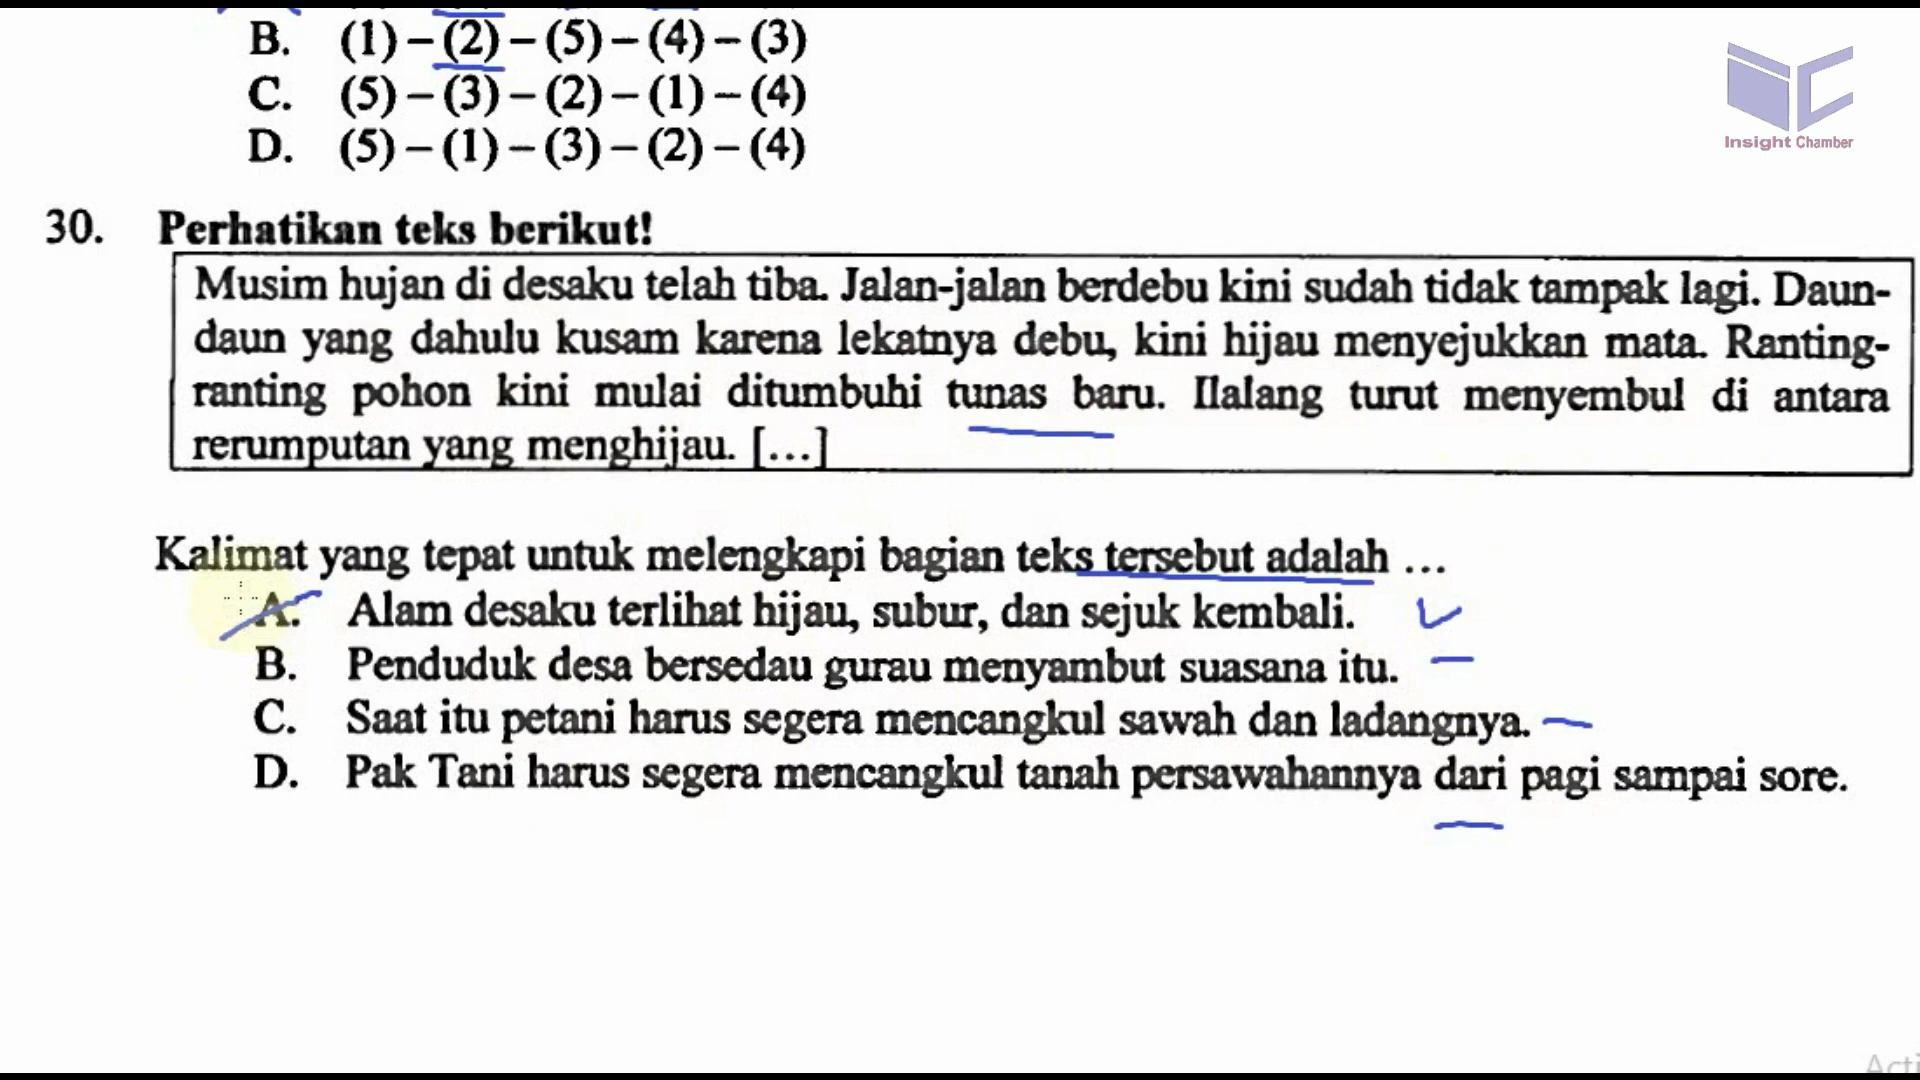 B. (1) – (2) – (5) – (4) – (3)
C. (5) – (3) – (2) – (1) – (4)
D. (5) – (1) – (3) – (2) – (4)
Insight Chamber
30. Perhatikan teks berikut!
Musim hujan di desaku telah tiba. Jalan-jalan berdebu kini sudah tidak tampak lagi. Daun-
daun yang dahulu kusam karena lekatnya debu, kini hijau menyejukkan mata. Ranting-
ranting pohon kini mulai ditumbuhi tunas baru. Ilalang turut menyembul di antara
rerumputan yang menghijau. [...]
Kalimat yang tepat untuk melengkapi bagian teks tersebut adalah ...
A. Alam desaku terlihat hijau, subur, dan sejuk kembali.
B. Penduduk desa bersedau gurau menyambut suasana itu.
C. Saat itu petani harus segera mencangkul sawah dan ladangnya.
D. Pak Tani harus segera mencangkul tanah persawahannya dari pagi sampai sore.